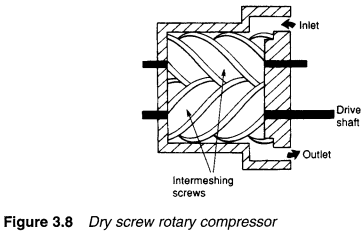 Inlet
Drive
shaft
Outlet
Intermeshing
screws
Figure 3.8 Dry screw rotary compressor